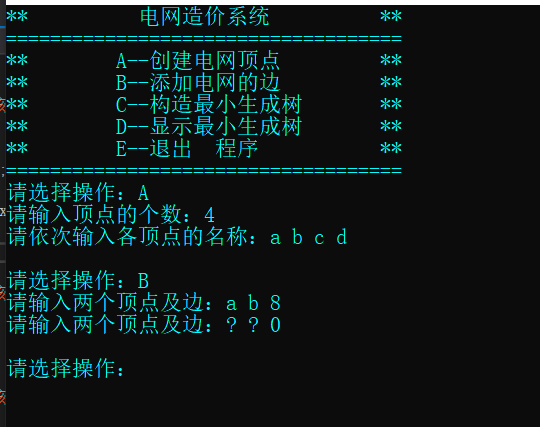 **          电网造价系统          **
====================================
**        A--创建电网顶点         **
**        B--添加电网的边         **
**        C--构造最小生成树       **
**        D--显示最小生成树       **
**        E--退出  程序           **
====================================
请选择操作：A
请输入顶点的个数：4
请依次输入各顶点的名称：a b c d
请选择操作：B
请输入两个顶点及边：a b 8
请输入两个顶点及边：? ? 0
请选择操作：